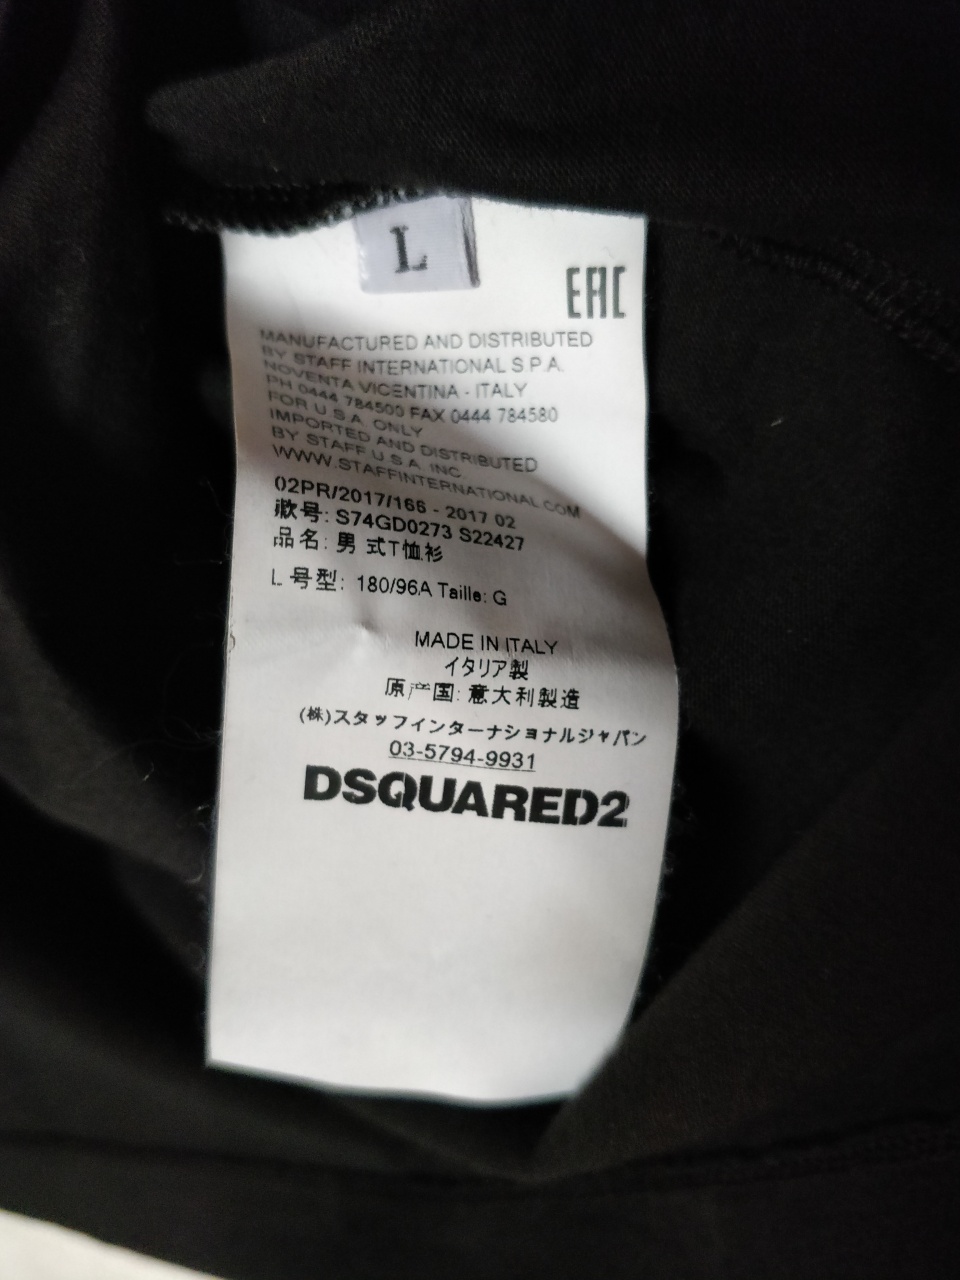 L
EAC
MANUFACTURED AND DISTRIBUTED
BY STAFF INTERNATIONAL S.P.A.
NOVENTA VICENTINA - ITALY
PH 0444 784500 FAX 0444 784580
FOR U.S.A. ONLY
IMPORTED AND DISTRIBUTED
BY STAFF U.S.A. INC.
WWW.STAFFINTERNATIONAL.COM
02PR/2017/166 - 2017 02
款号: S74GD0273 S22427
品名: 男 式T恤衫
L 号型: 180/96A Taille: G
MADE IN ITALY
イタリア製
原产国: 意大利製造
(株)スタッフインターナショナルジャパン
03-5794-9931
DSQUARED2